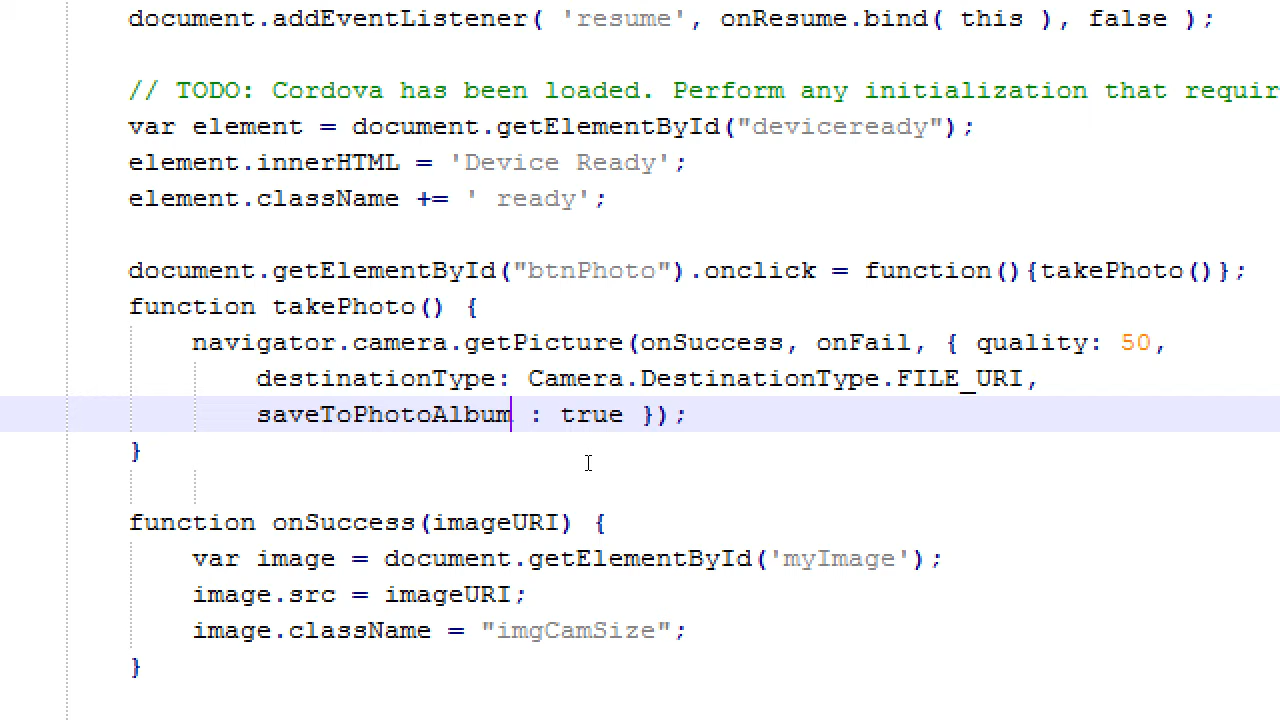 document.addEventListener( 'resume', onResume.bind( this ), false );
// TODO: Cordova has been loaded. Perform any initialization that
var element = document.getElementById("deviceready");
element.innerHTML = 'Device Ready';
element.className += ' ready';
document.getElementById("btnPhoto").onclick = function(){takePhoto()};
function takePhoto() {
navigator.camera.getPicture(onSuccess, onFail, { quality: 50,
destinationType: Camera.DestinationType.FILE_URI,
saveToPhotoAlbum : true });
}
function onSuccess(imageURI) {
var image = document.getElementById('myImage');
image.src = imageURI;
image.className = "imgCamSize";
}